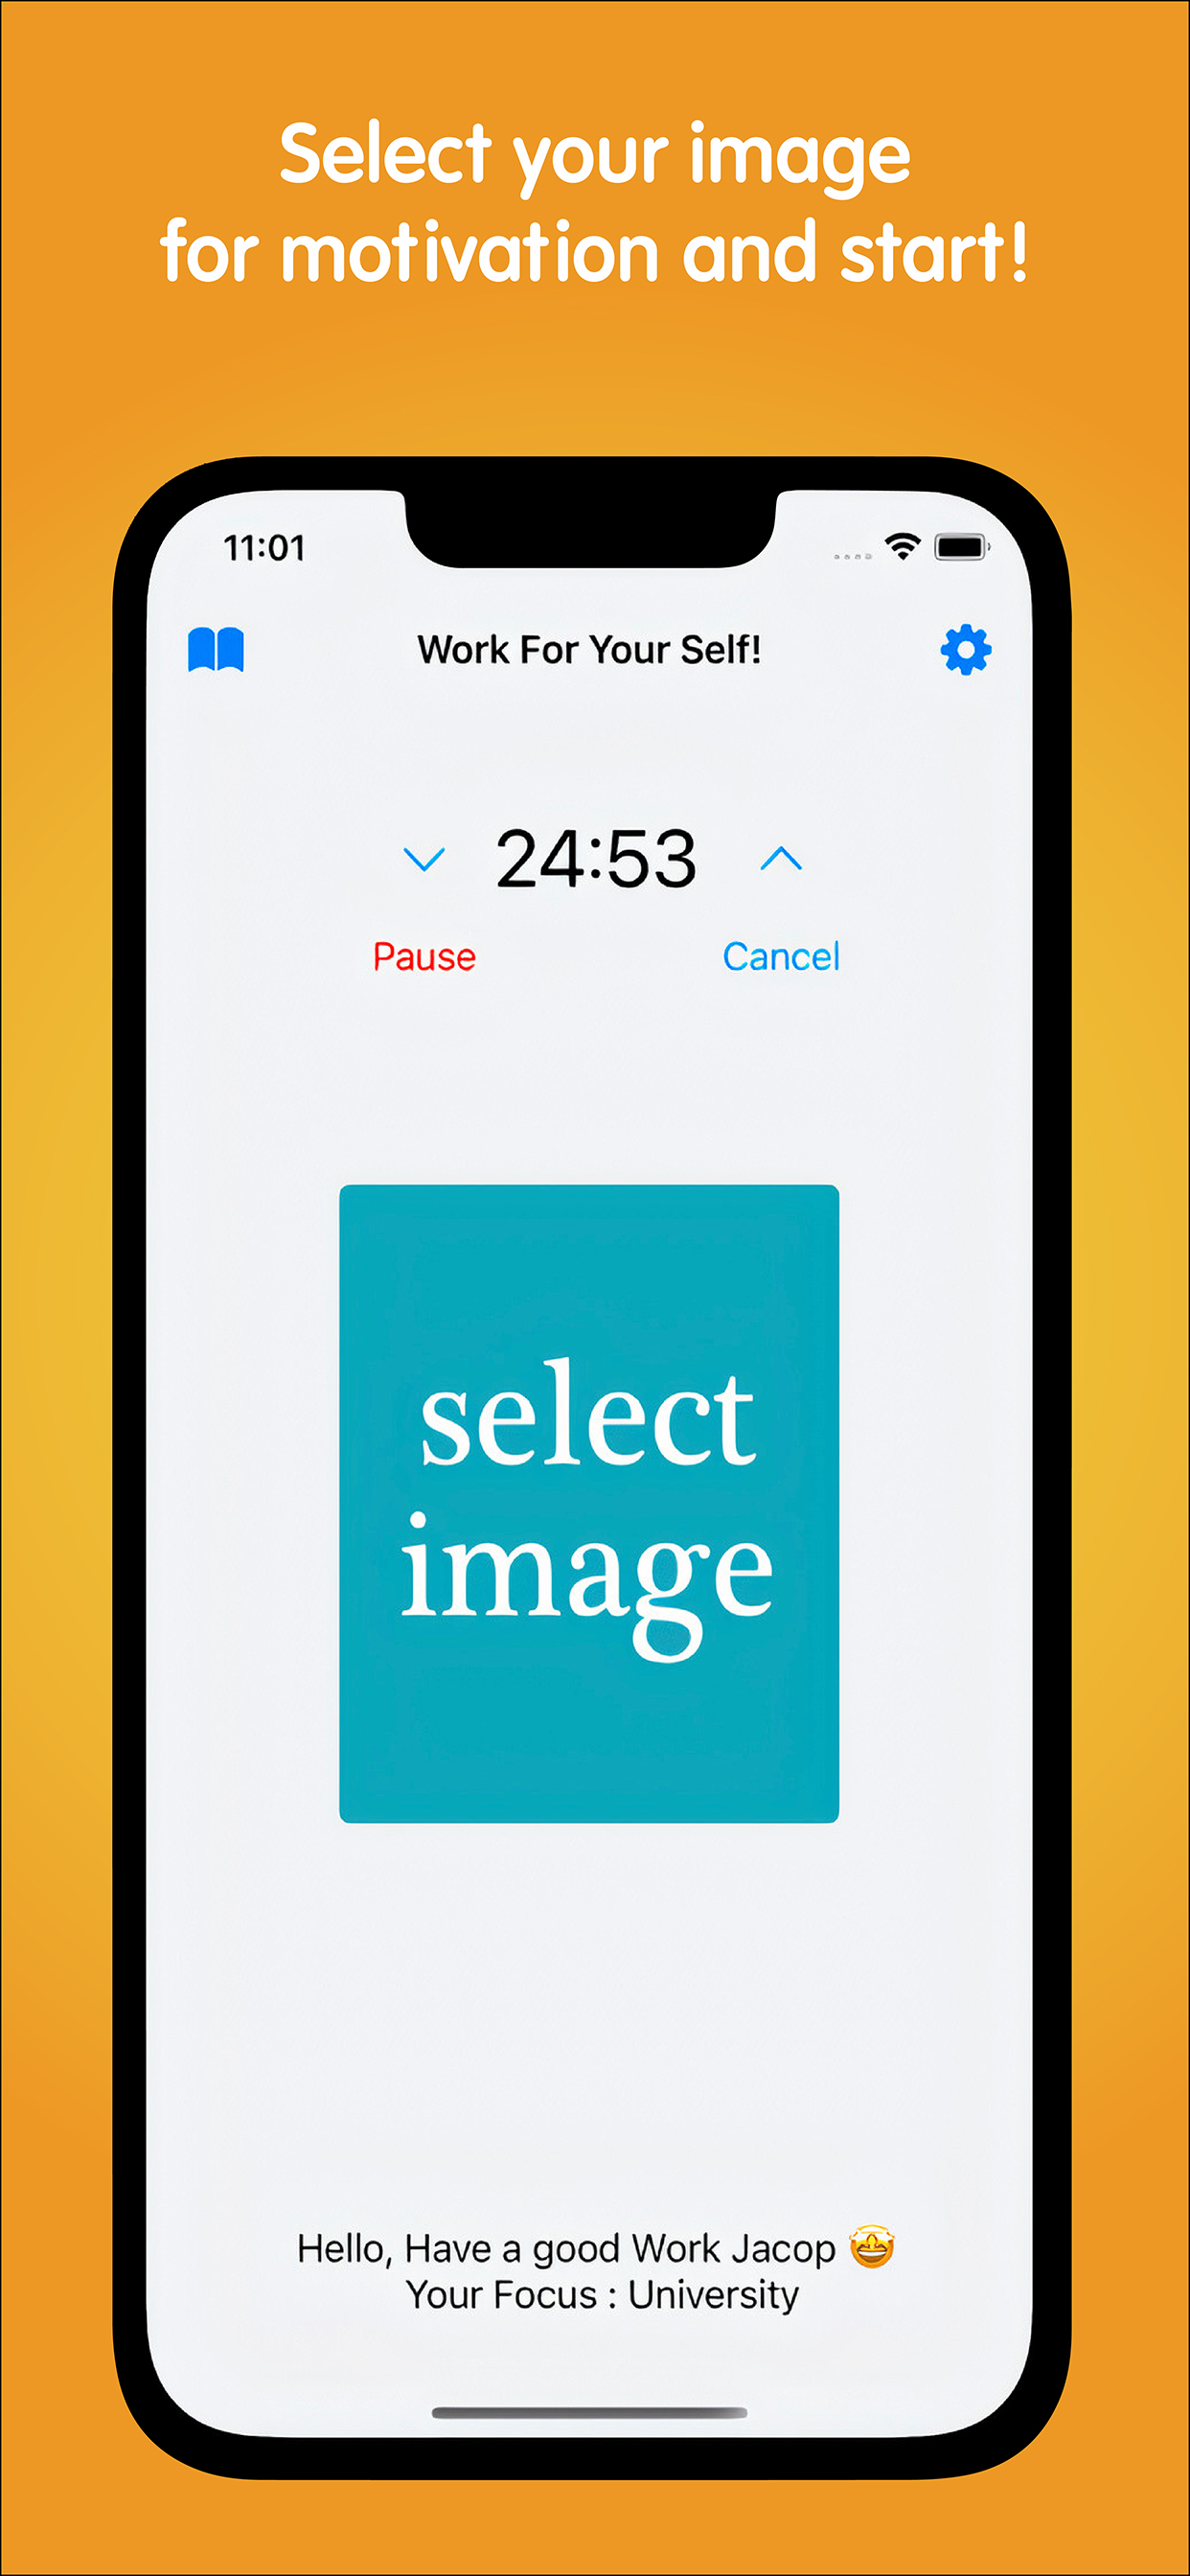 Select your image
for motivation and start!
11:01
Work For Your Self!
24:53
Pause Cancel
select
image
Hello, Have a good Work Jacop 🤩
Your Focus : University